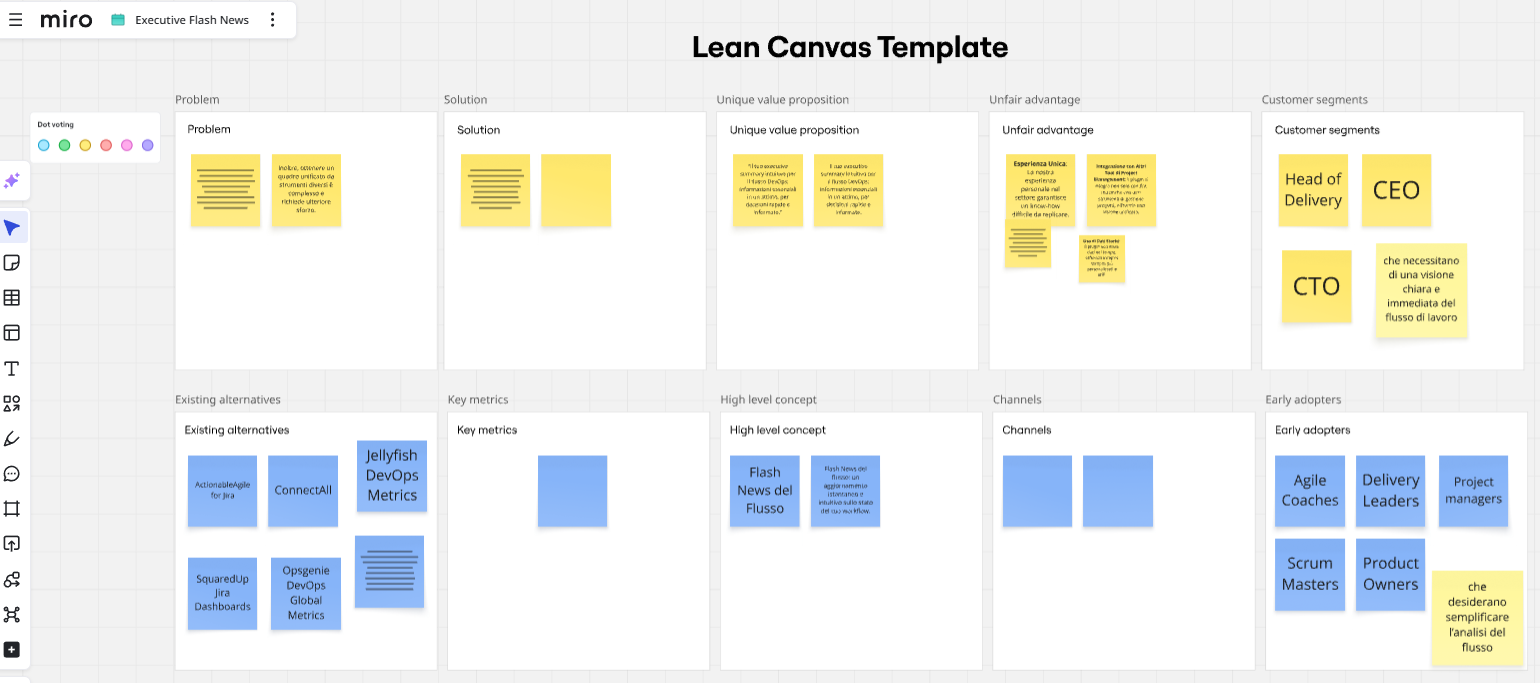 miro
Executive Flash News
Lean Canvas Template
Dot voting
Problem
Problem
Inoltre, ottenere un
quadro unificato da
strumenti diversi è
complesso e
richiede ulteriore
sforzo.
Solution
Solution
Unique value proposition
Unique value proposition
"Il tuo executive
summary intuitivo per
il flusso DevOps:
informazioni essenziali
in un attimo, per
decisioni rapide e
informate."
Il tuo executive
summary intuitivo per
il flusso DevOps:
informazioni essenziali
in un attimo, per
decisioni rapide e
informate.
Unfair advantage
Unfair advantage
Esperienza Unica:
La nostra
esperienza
personale nel
settore garantisce
un know-how
difficile da replicare.
Integrazione con Altri
Tool di Project
Management:
Customer segments
Customer segments
Head of
Delivery
CEO
CTO
che necessitano
di una visione
chiara e
immediata del
flusso di lavoro
Existing alternatives
Existing alternatives
ActionableAgile
for Jira
ConnectAll
Jellyfish
DevOps
Metrics
SquaredUp
Jira
Dashboards
Opsgenie
DevOps
Global
Metrics
Key metrics
Key metrics
High level concept
High level concept
Flash
News del
Flusso
Flash News del
flusso: un
aggiornamento
istantaneo e
intuitivo sullo stato
del tuo workflow.
Channels
Channels
Early adopters
Early adopters
Agile
Coaches
Delivery
Leaders
Project
managers
Scrum
Masters
Product
Owners
che
desiderano
semplificare
l'analisi del
flusso